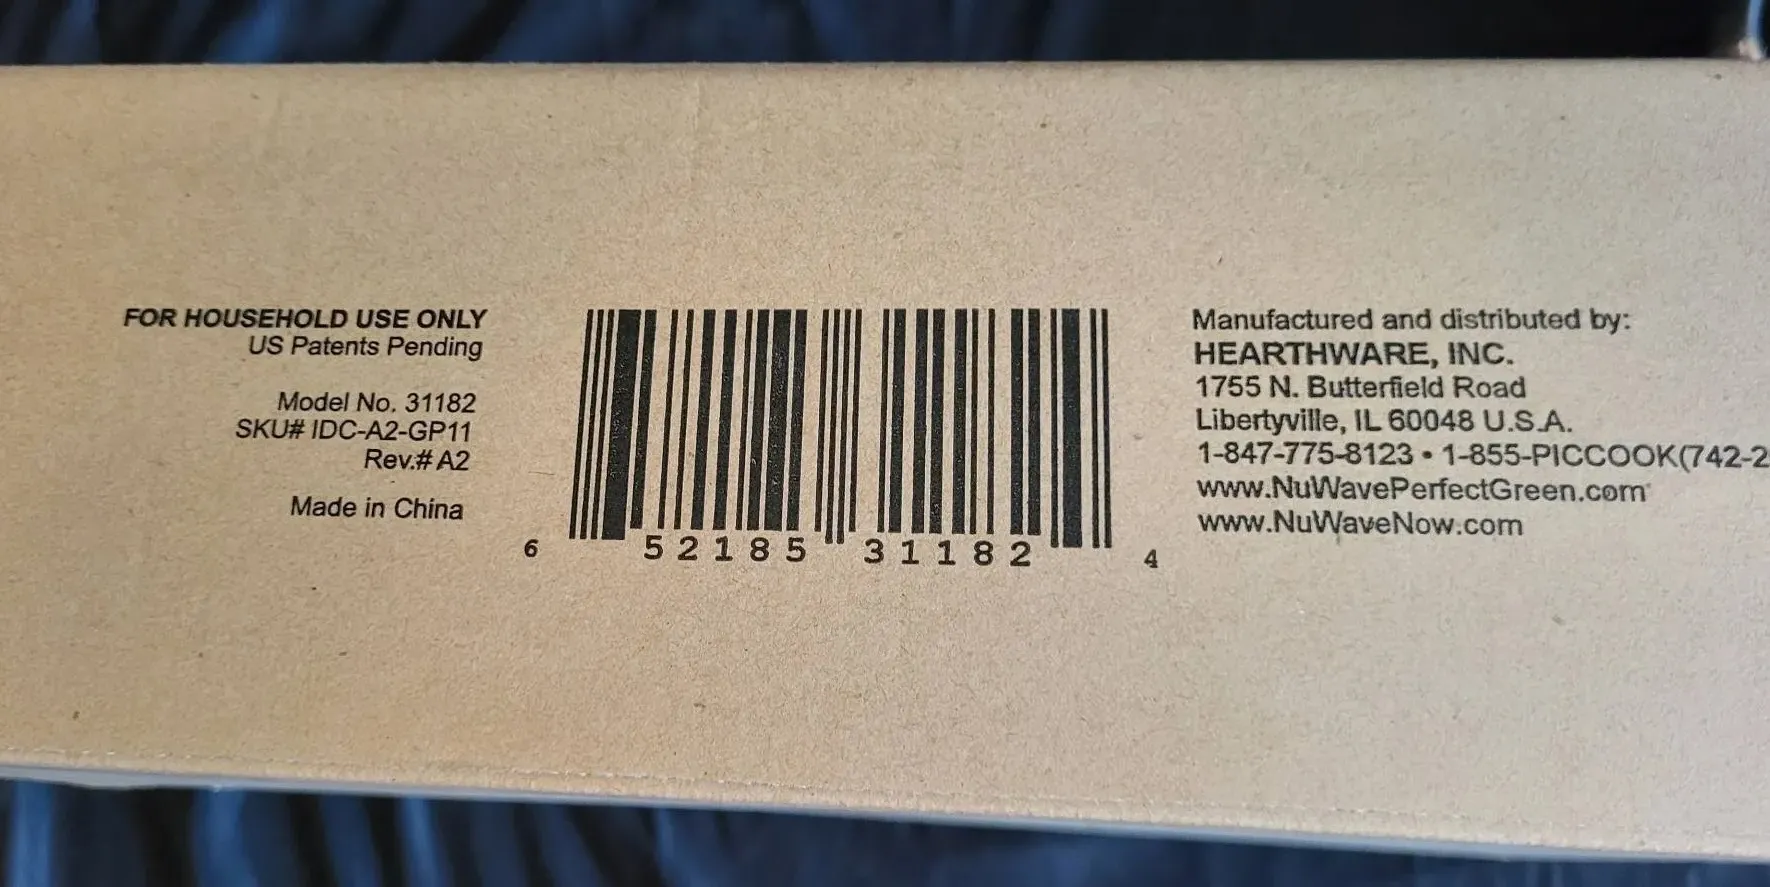 FOR HOUSEHOLD USE ONLY
US Patents Pending
Model No. 31182
SKU# IDC-A2-GP11
Rev.# A2
Made in China
6 52185 31182 4
Manufactured and distributed by:
HEARTHWARE, INC.
1755 N. Butterfield Road
Libertyville, IL 60048 U.S.A.
1-847-775-8123 • 1-855-PICCOOK(742-2
www.NuWavePerfectGreen.com
www.NuWaveNow.com